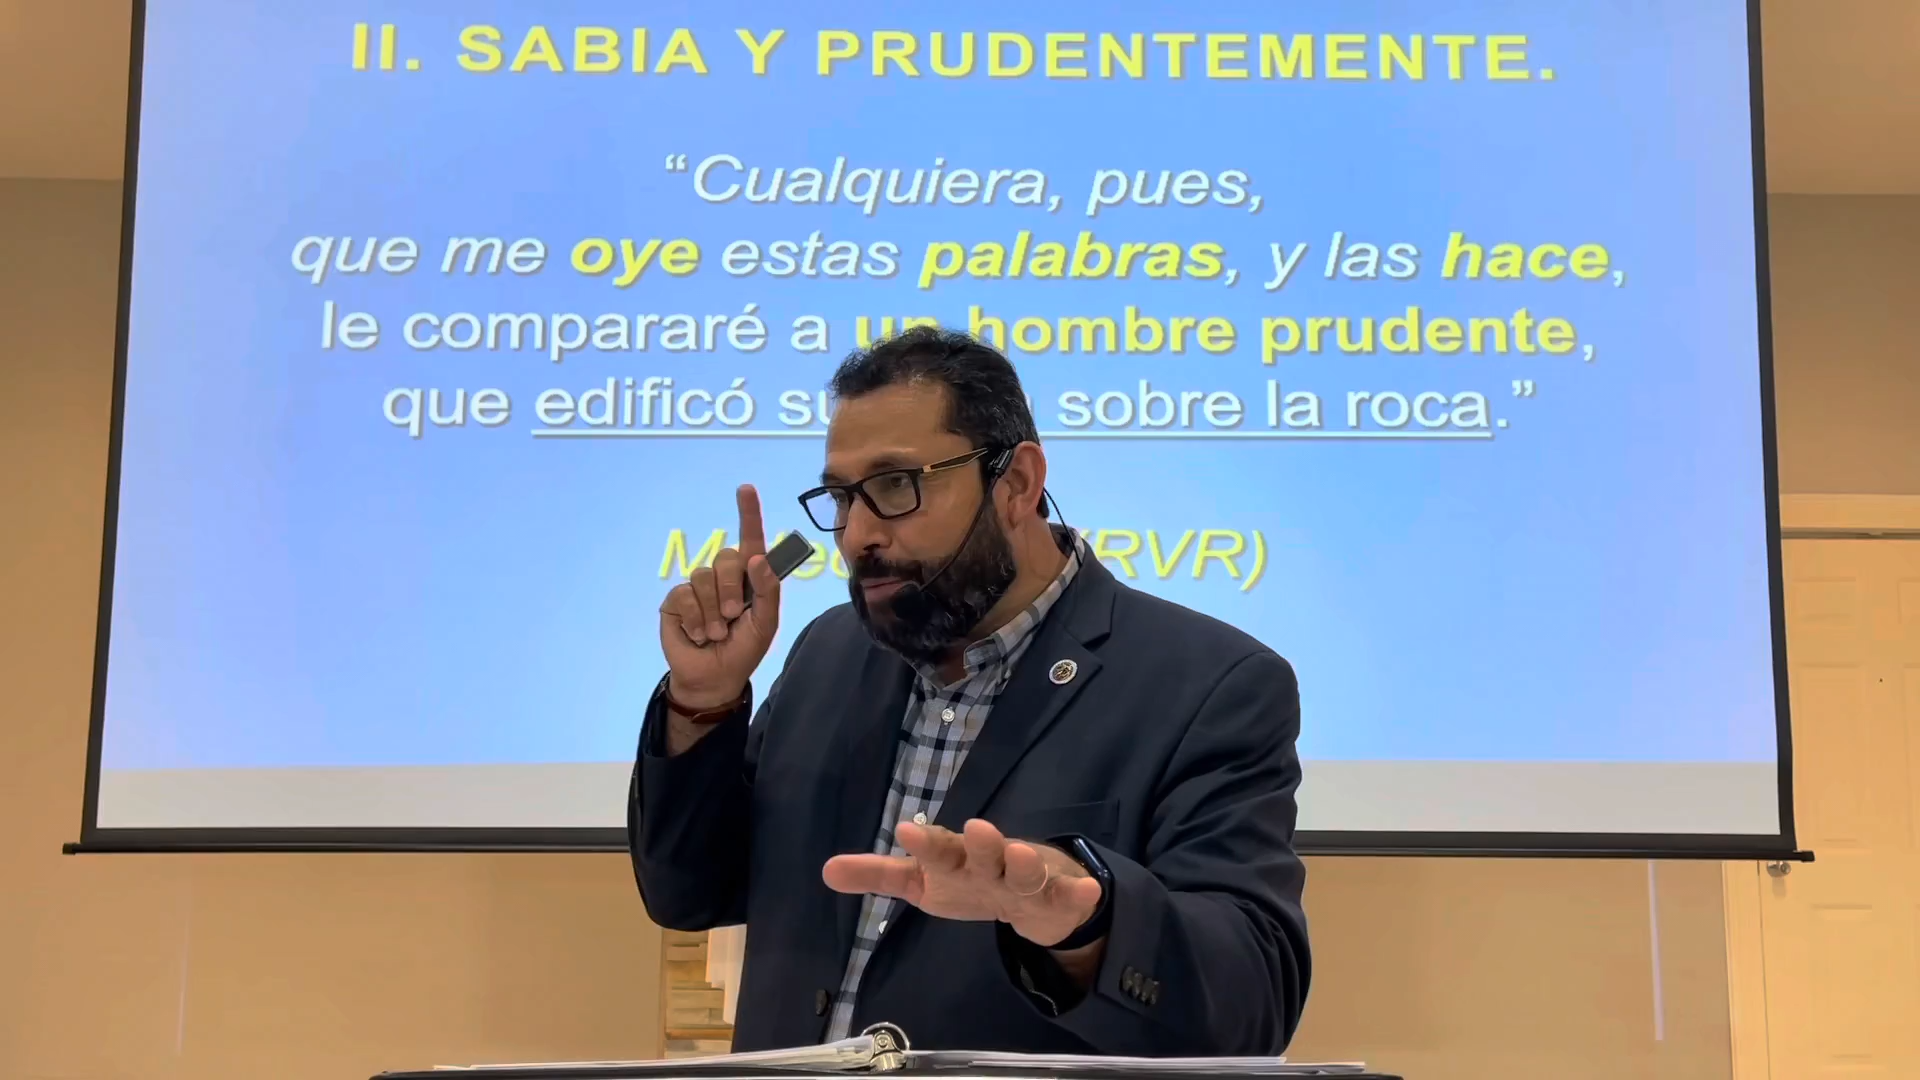 II. SABIA Y PRUDENTEMENTE.
“Cualquiera, pues,
que me oye estas palabras, y las hace,
le compararé a un hombre prudente,
que edificó su sobre la roca.”
(RVR)